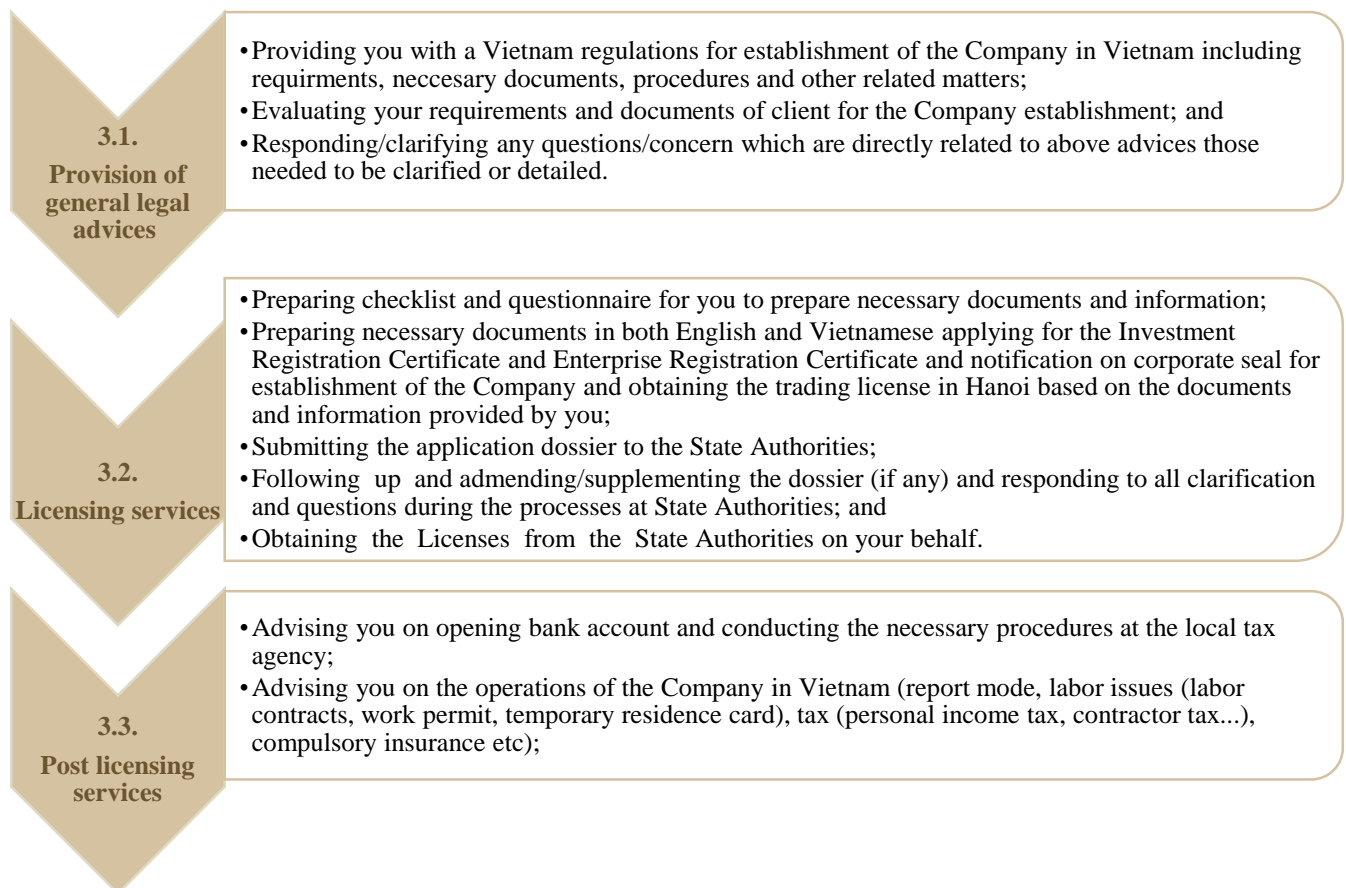 3.1.
Provision of
general legal
advices
•Providing you with a Vietnam regulations for establishment of the Company in Vietnam including
requirments, neccesary documents, procedures and other related matters;
•Evaluating your requirements and documents of client for the Company establishment; and
•Responding/clarifying any questions/concern which are directly related to above advices those
needed to be clarified or detailed.
3.2.
Licensing services
•Preparing checklist and questionnaire for you to prepare necessary documents and information;
•Preparing necessary documents in both English and Vietnamese applying for the Investment
Registration Certificate and Enterprise Registration Certificate and notification on corporate seal for
establishment of the Company and obtaining the trading license in Hanoi based on the documents
and information provided by you;
•Submitting the application dossier to the State Authorities;
•Following up and admending/supplementing the dossier (if any) and responding to all clarification
and questions during the processes at State Authorities; and
•Obtaining the Licenses from the State Authorities on your behalf.
3.3.
Post licensing
services
•Advising you on opening bank account and conducting the necessary procedures at the local tax
agency;
•Advising you on the operations of the Company in Vietnam (report mode, labor issues (labor
contracts, work permit, temporary residence card), tax (personal income tax, contractor tax...),
compulsory insurance etc);